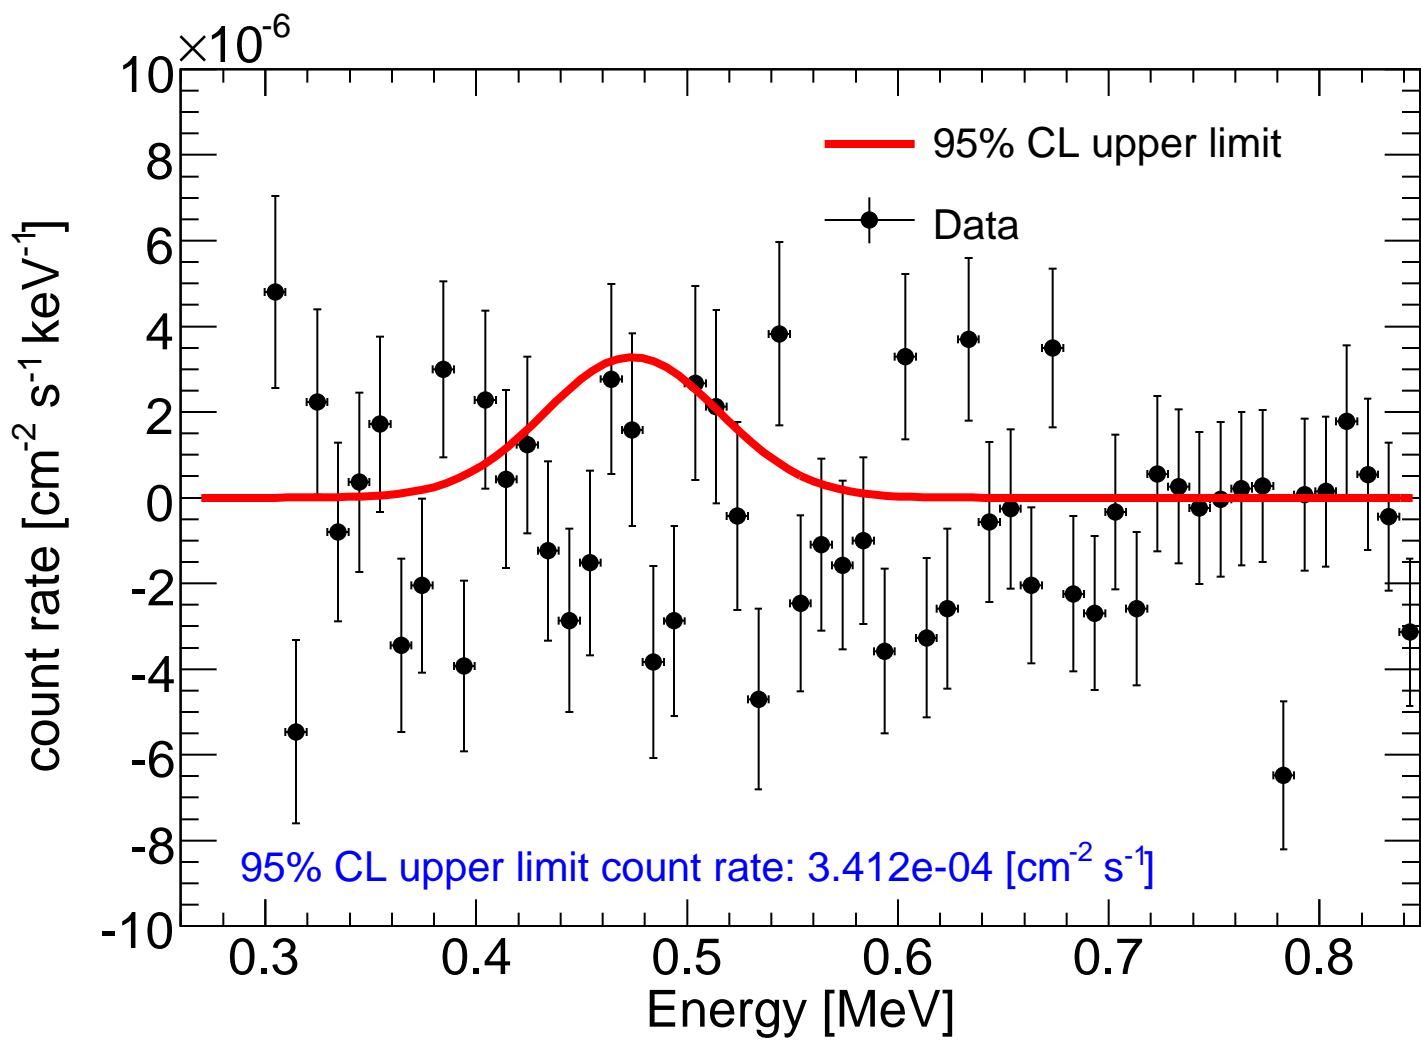 ×10⁻⁶
10
8
6
4
2
0
-2
-4
-6
-8
-10
count rate [cm⁻² s⁻¹ keV⁻¹]
95% CL upper limit
Data
95% CL upper limit count rate: 3.412e-04 [cm⁻² s⁻¹]
0.3 0.4 0.5 0.6 0.7 0.8
Energy [MeV]